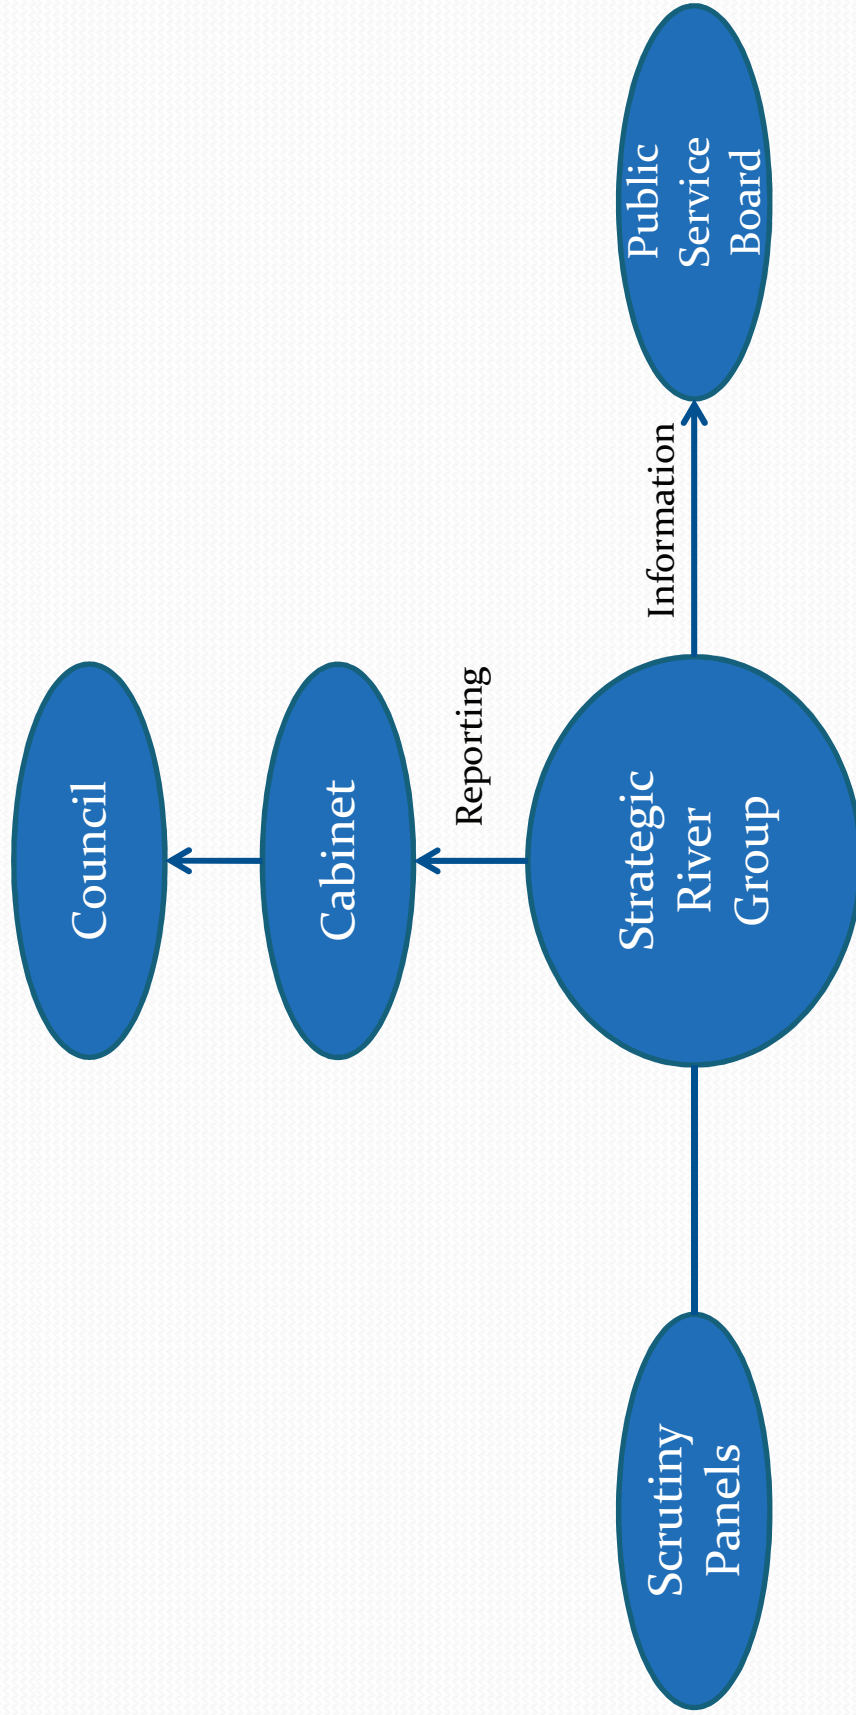 Council
Cabinet
Reporting
Information
Scrutiny
Panels
Strategic
River
Group
Public
Service
Board